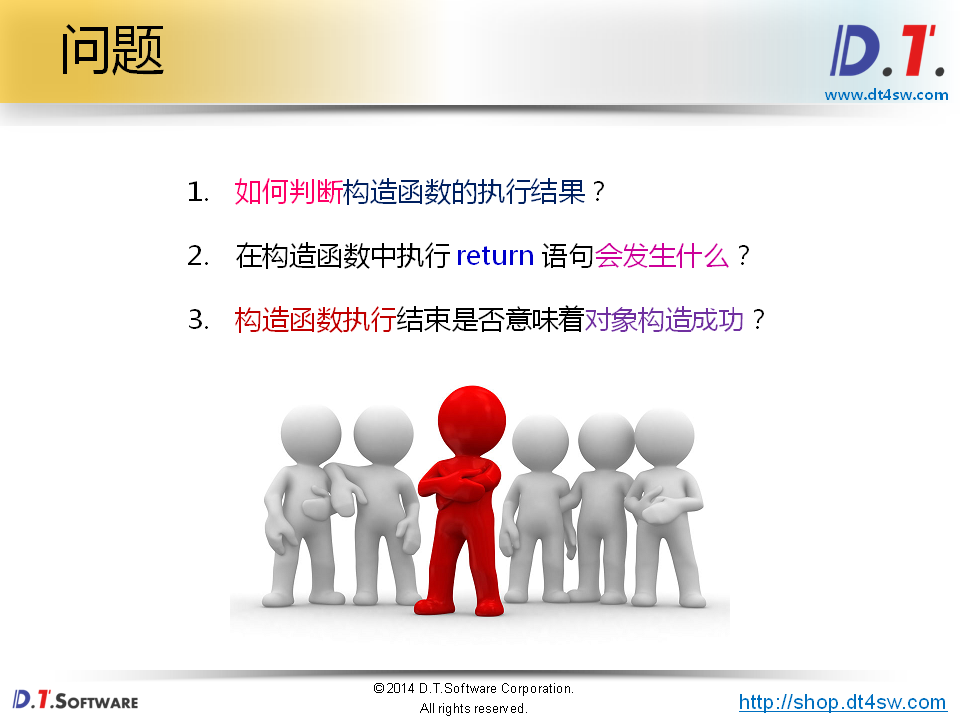 问题
D.T.
www.dt4sw.com
1. 如何判断构造函数的执行结果？
2. 在构造函数中执行 return 语句会发生什么？
3. 构造函数执行结束是否意味着对象构造成功？
D.T.SOFTWARE
©2014 D.T.Software Corporation.
All rights reserved.
http://shop.dt4sw.com